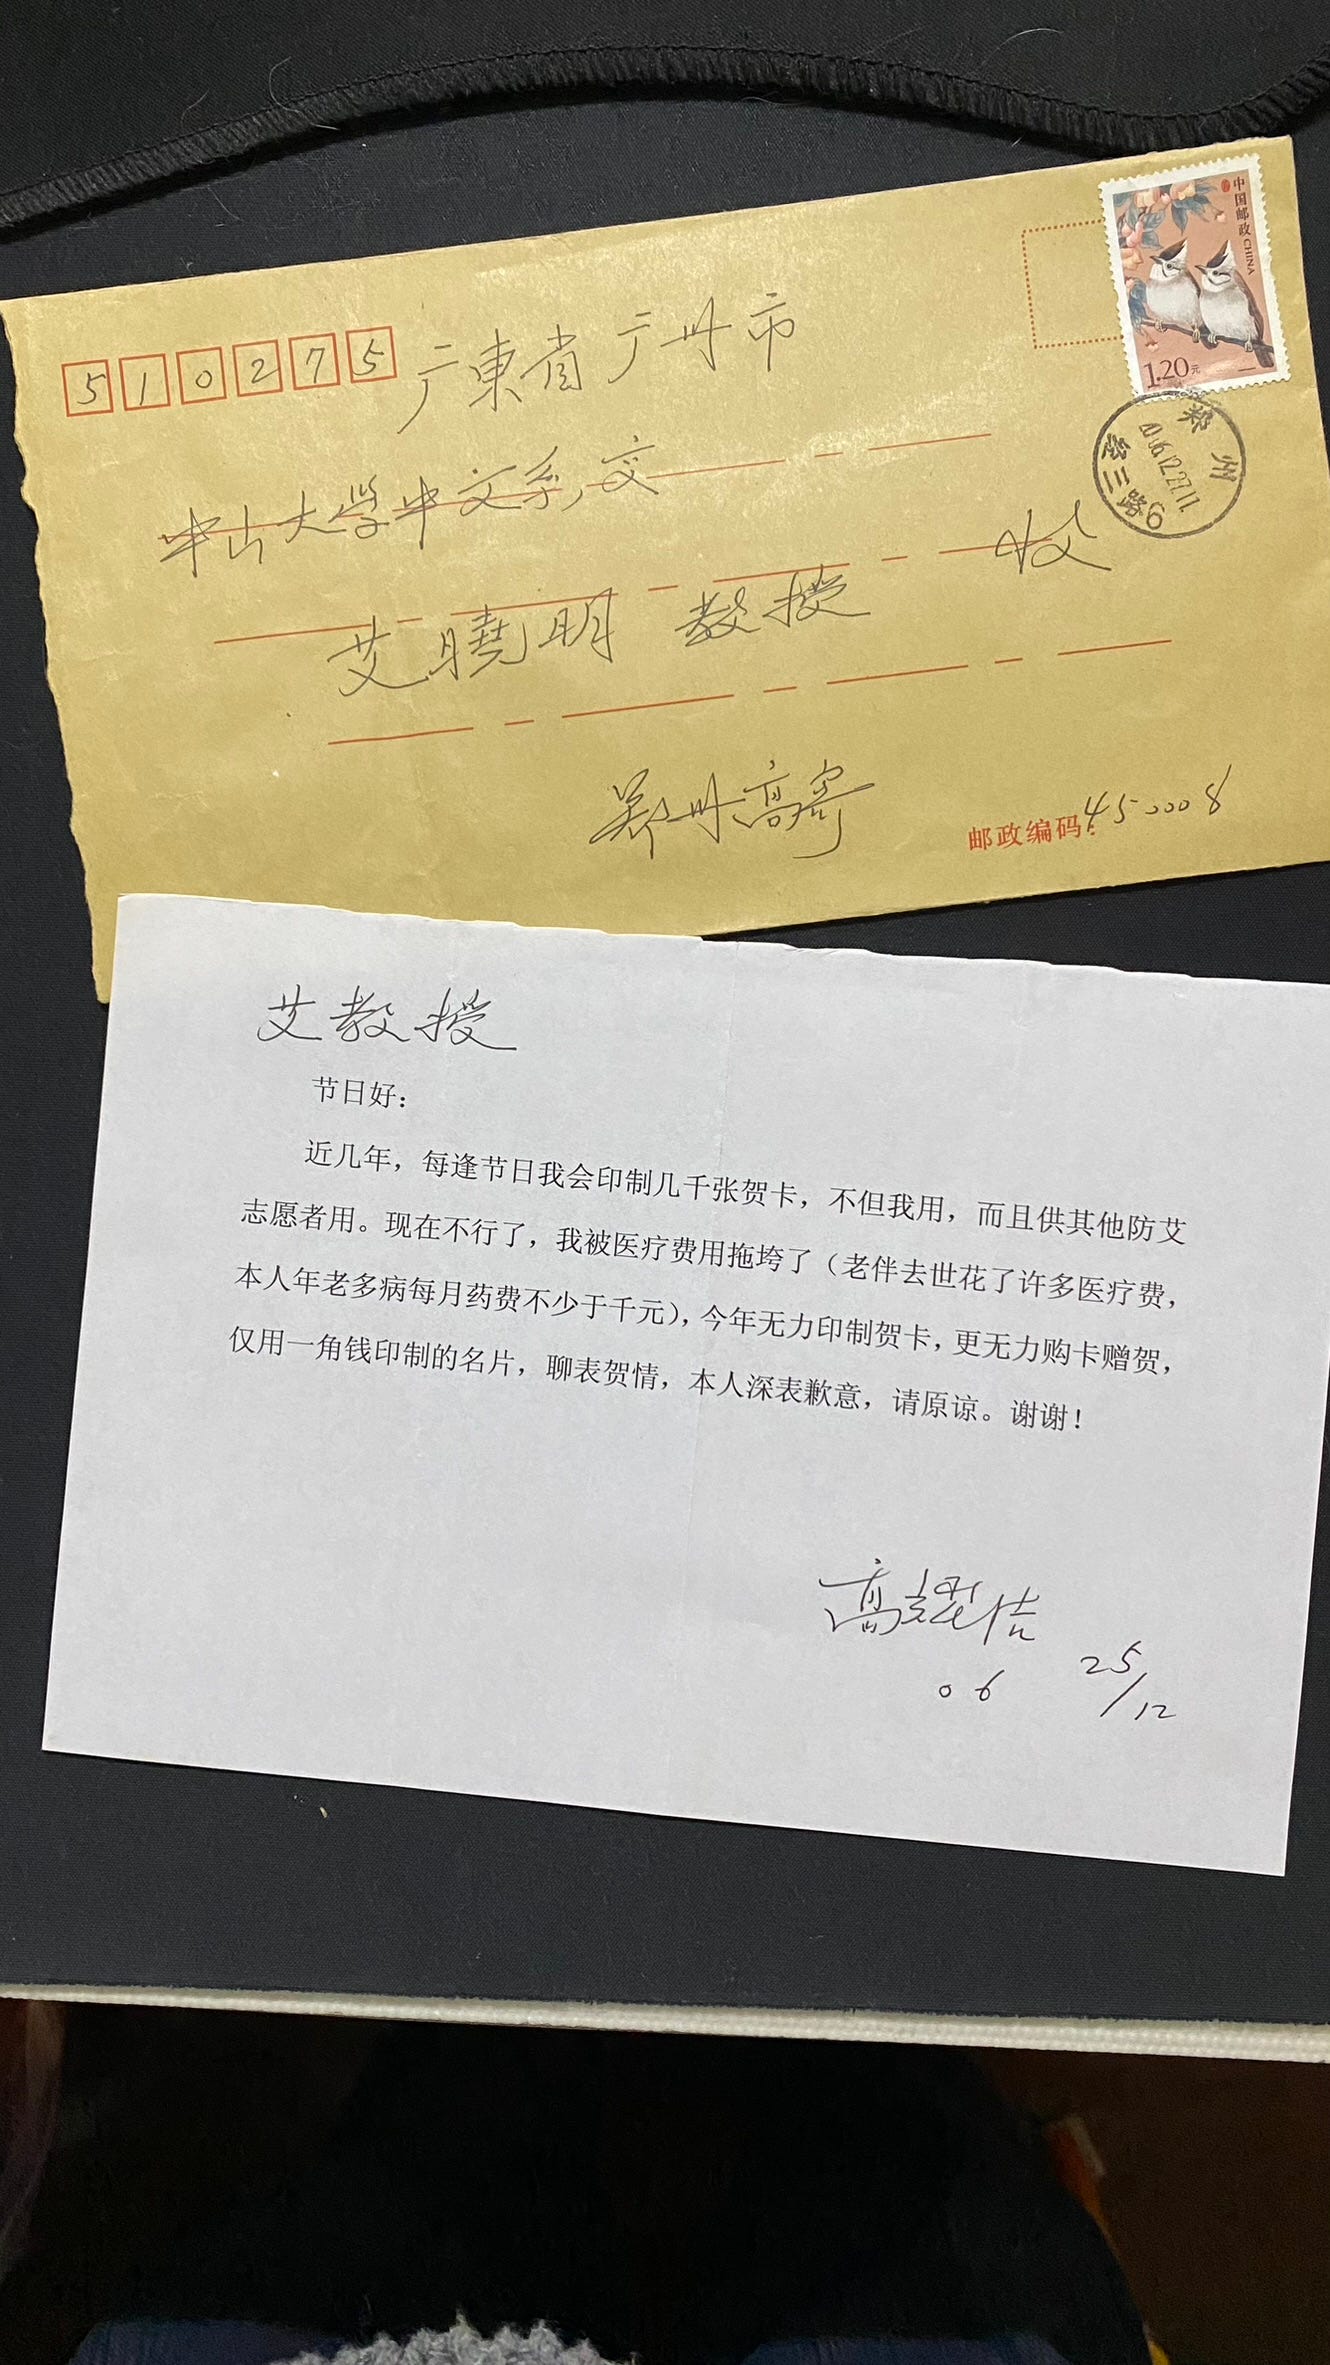 510275
广東省广州市
中山大学中文系，交
艾曉明 教授 收
郑州高寄
邮政编码：450008
中国邮政 CHINA
1.20元
郑州
2006.12.27.11
经三路6
艾教授
节日好：
近几年，每逢节日我会印制几千张贺卡，不但我用，而且供其他防艾
志愿者用。现在不行了，我被医疗费用拖垮了（老伴去世花了许多医疗费，
本人年老多病每月药费不少于千元），今年无力印制贺卡，更无力购卡赠贺，
仅用一角钱印制的名片，聊表贺情，本人深表歉意，请原谅。谢谢！
高耀洁
06 25/12